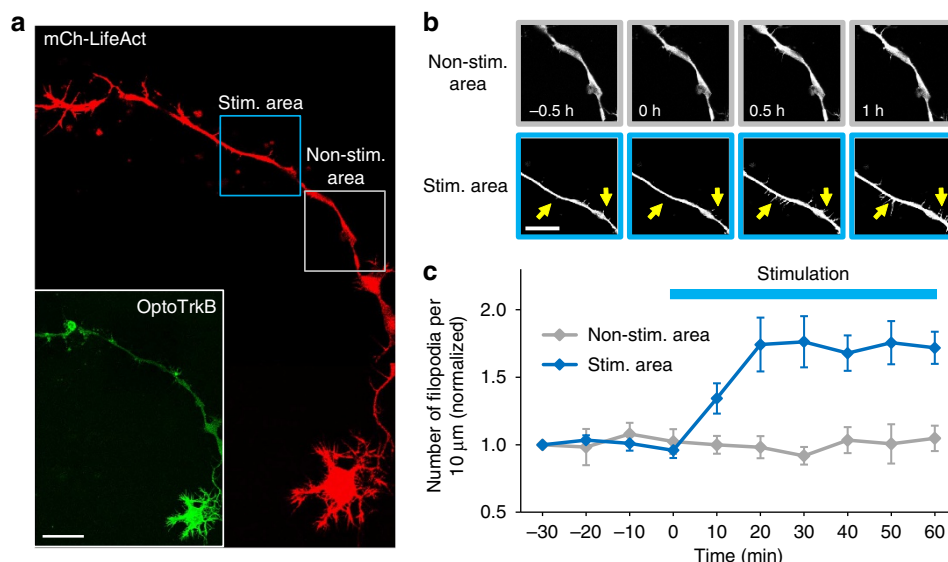 a
mCh-LifeAct
Stim. area
Non-stim.
area
OptoTrkB
b
Non-stim.
area
–0.5 h
0 h
0.5 h
1 h
Stim. area
c
Stimulation
Number of filopodia per
10 μm (normalized)
2.0
1.5
1.0
0.5
Non-stim. area
Stim. area
–30 –20 –10 0 10 20 30 40 50 60
Time (min)